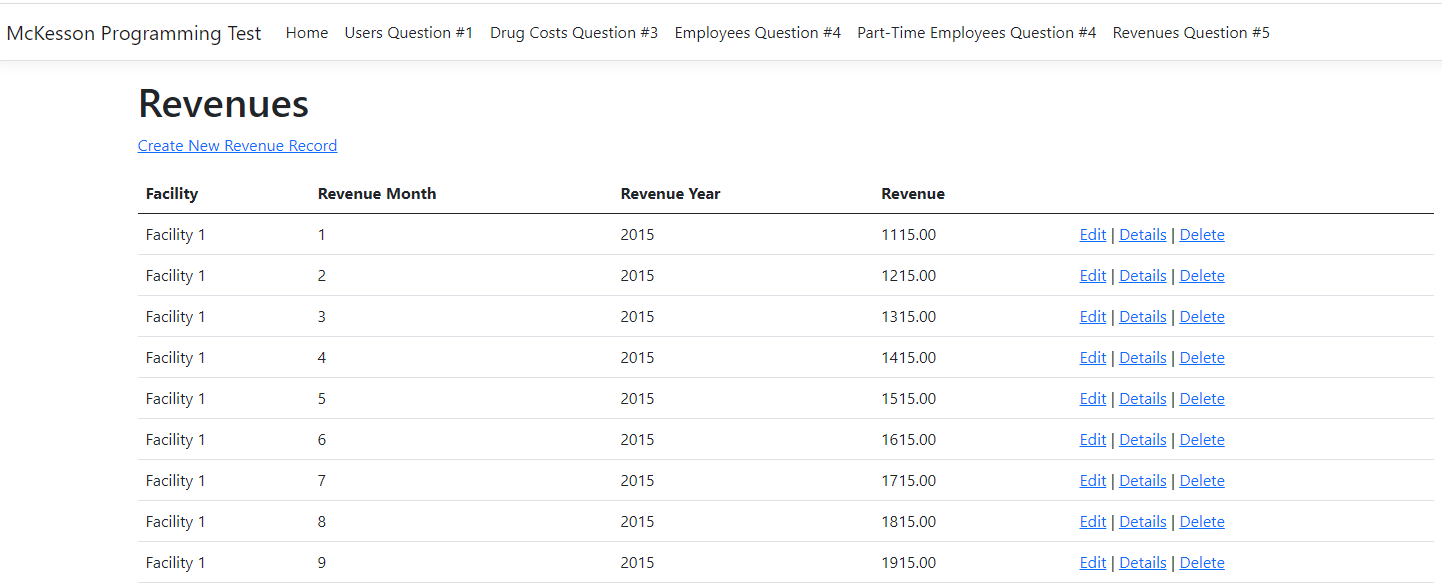 McKesson Programming Test Home Users Question #1 Drug Costs Question #3 Employees Question #4 Part-Time Employees Question #4 Revenues Question #5
Revenues
Create New Revenue Record
Facility Revenue Month Revenue Year Revenue
Facility 1 1 2015 1115.00 Edit | Details | Delete
Facility 1 2 2015 1215.00 Edit | Details | Delete
Facility 1 3 2015 1315.00 Edit | Details | Delete
Facility 1 4 2015 1415.00 Edit | Details | Delete
Facility 1 5 2015 1515.00 Edit | Details | Delete
Facility 1 6 2015 1615.00 Edit | Details | Delete
Facility 1 7 2015 1715.00 Edit | Details | Delete
Facility 1 8 2015 1815.00 Edit | Details | Delete
Facility 1 9 2015 1915.00 Edit | Details | Delete